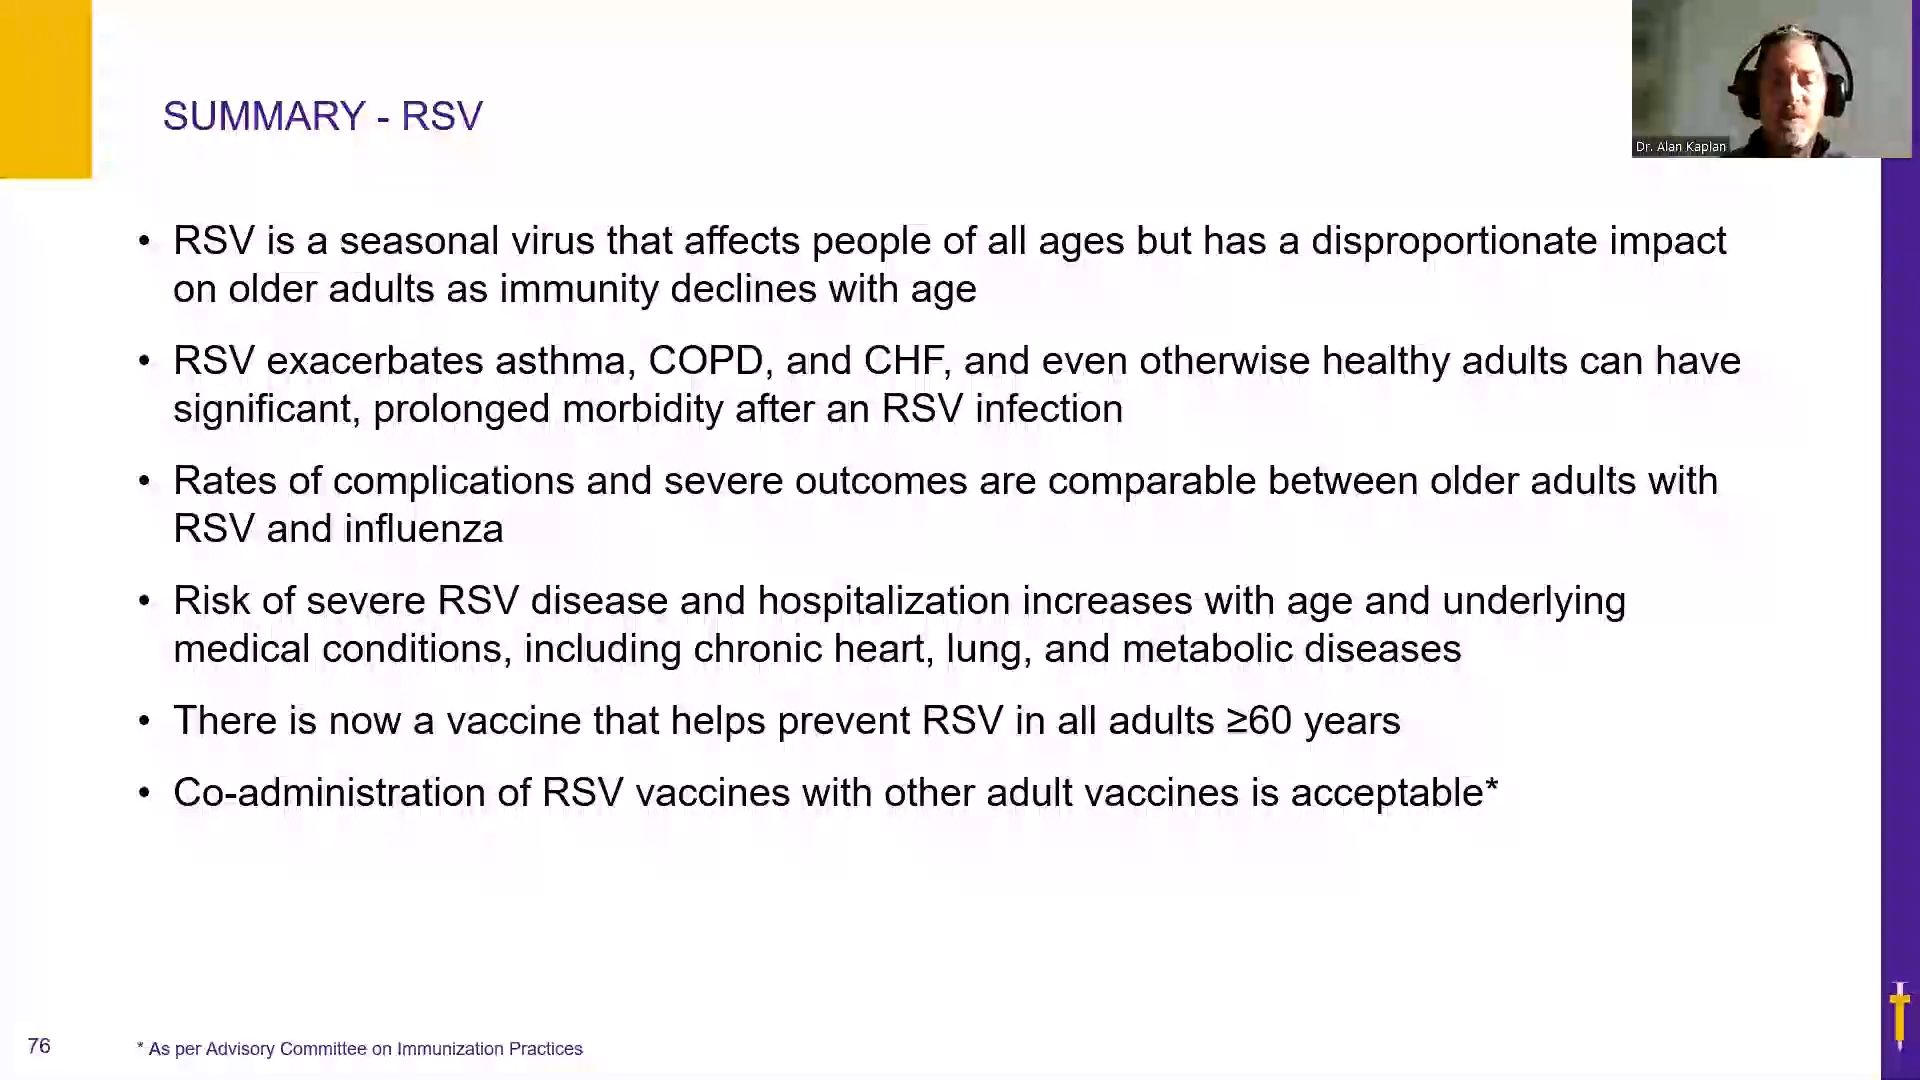 SUMMARY - RSV
Dr. Alan Kaplan
• RSV is a seasonal virus that affects people of all ages but has a disproportionate impact
on older adults as immunity declines with age
• RSV exacerbates asthma, COPD, and CHF, and even otherwise healthy adults can have
significant, prolonged morbidity after an RSV infection
• Rates of complications and severe outcomes are comparable between older adults with
RSV and influenza
• Risk of severe RSV disease and hospitalization increases with age and underlying
medical conditions, including chronic heart, lung, and metabolic diseases
• There is now a vaccine that helps prevent RSV in all adults ≥60 years
• Co-administration of RSV vaccines with other adult vaccines is acceptable*
76
* As per Advisory Committee on Immunization Practices